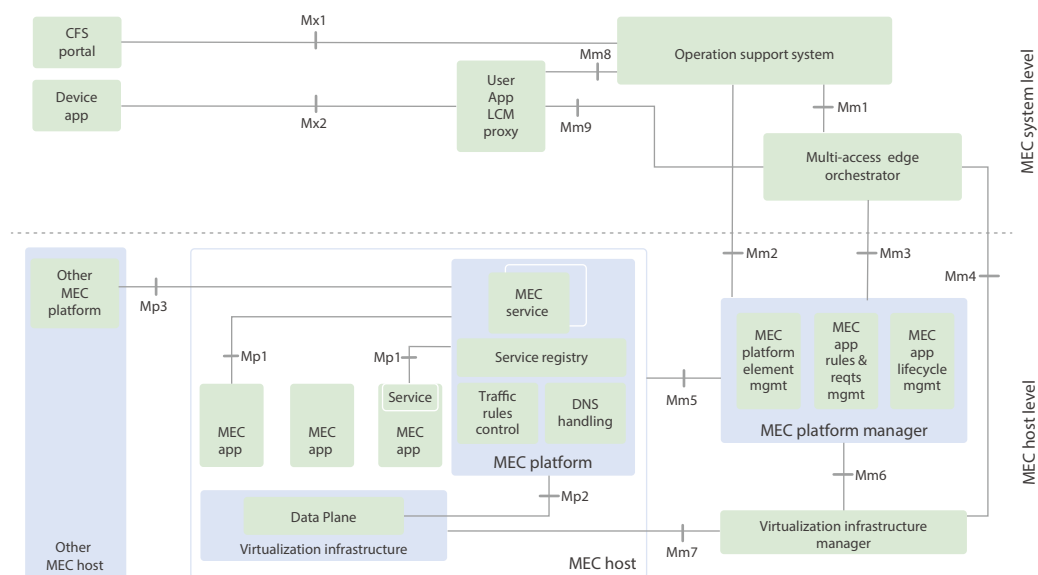 CFS
portal
Mx1
Operation support system
Mm8
Device
app
Mx2
User
App
LCM
proxy
Mm9
Mm1
Multi-access edge
orchestrator
MEC system level
Mm2
Mm3
Mm4
Other
MEC
platform
Mp3
MEC
service
Mp1
Mp1
Service registry
Service
MEC
app
MEC
app
MEC
app
Traffic
rules
control
DNS
handling
MEC platform
Mm5
MEC
platform
element
mgmt
MEC
app
rules &
reqts
mgmt
MEC
app
lifecycle
mgmt
MEC platform manager
MEC host level
Mp2
Mm6
Data Plane
Virtualization infrastructure
Mm7
Virtualization infrastructure
manager
Other
MEC host
MEC host